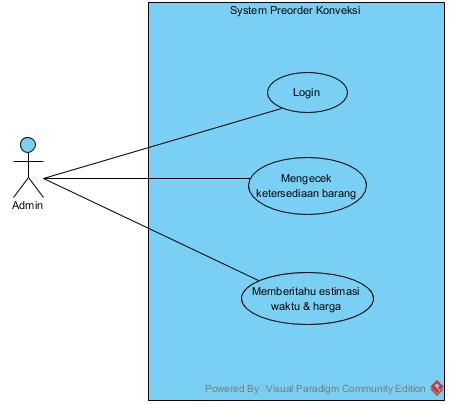 System Preorder Konveksi
Login
Mengecek
ketersediaan barang
Admin
Memberitahu estimasi
waktu & harga
Powered By Visual Paradigm Community Edition